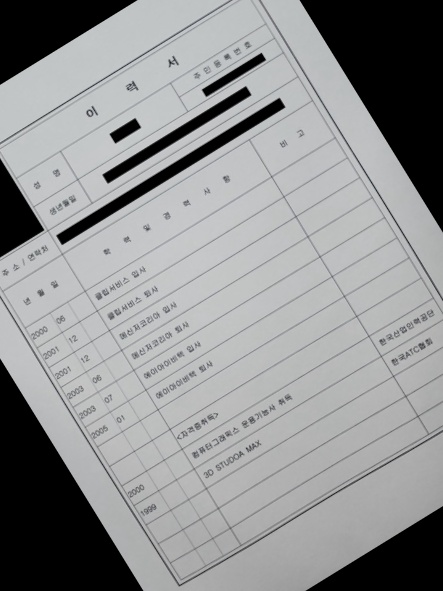 이 력 서
주 민 등 록 번 호
성 명
생년월일
주 소 / 연락처
년 월 일 학 력 및 경 력 사 항 비 고
2000 06 클립서비스 입사
2001 12 클립서비스 퇴사
2001 12 에신저코리아 입사
2003 06 에신저코리아 퇴사
2003 07 에이아이비텍 입사
2005 01 에이아이비텍 퇴사
<자격증취득>
2000 컴퓨터그래픽스 운용기능사 취득 한국산업인력공단
1999 3D STUDOA MAX 한국ATC협회